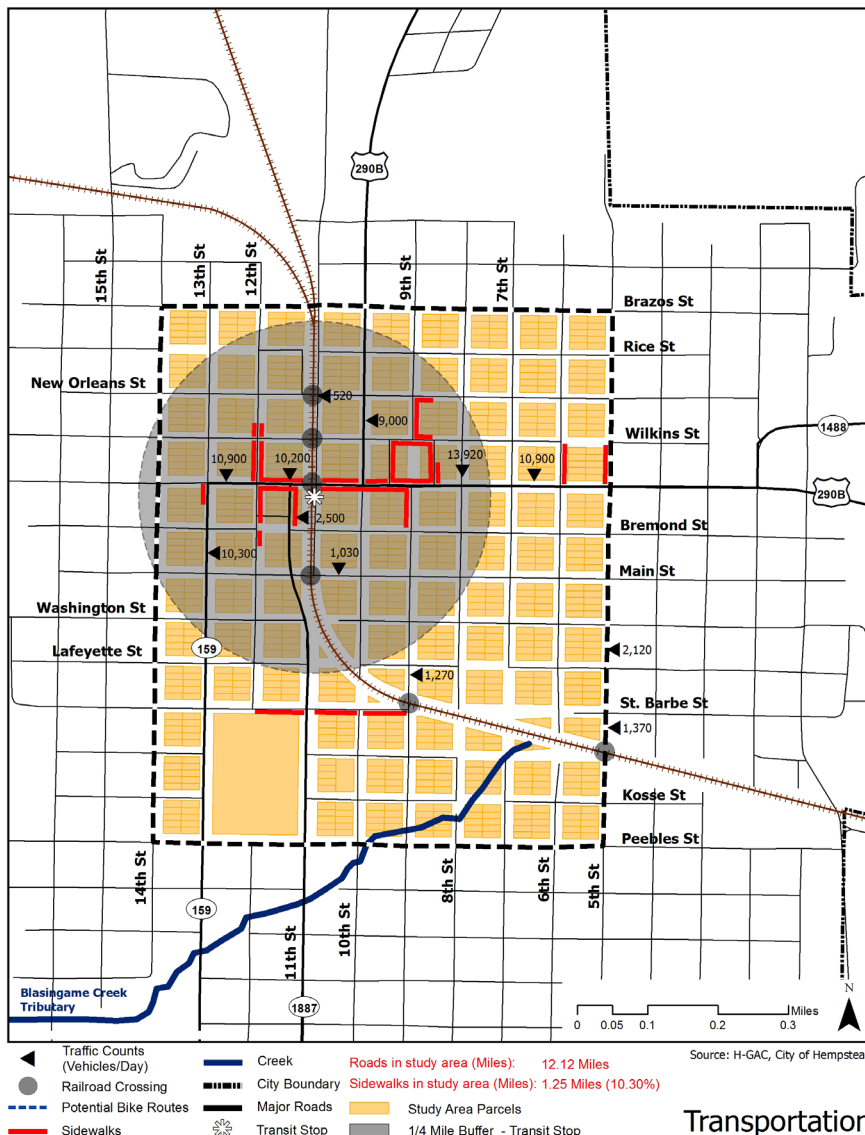 290B
15th St
13th St
12th St
9th St
7th St
Brazos St
Rice St
New Orleans St
520
9,000
Wilkins St
1488
10,900
10,200
13,920
10,900
290B
2,500
Bremond St
10,300
1,030
Main St
Washington St
Lafeyette St
159
2,120
1,270
St. Barbe St
1,370
Kosse St
Peebles St
14th St
159
11th St
10th St
8th St
6th St
5th St
Blasingame Creek
Tributary
1887
N
Miles
0 0.05 0.1 0.2 0.3
Source: H-GAC, City of Hempstea
Traffic Counts
(Vehicles/Day)
Railroad Crossing
Potential Bike Routes
Sidewalks
Creek
City Boundary
Major Roads
Transit Stop
Roads in study area (Miles): 12.12 Miles
Sidewalks in study area (Miles): 1.25 Miles (10.30%)
Study Area Parcels
1/4 Mile Buffer - Transit Stop
Transportation